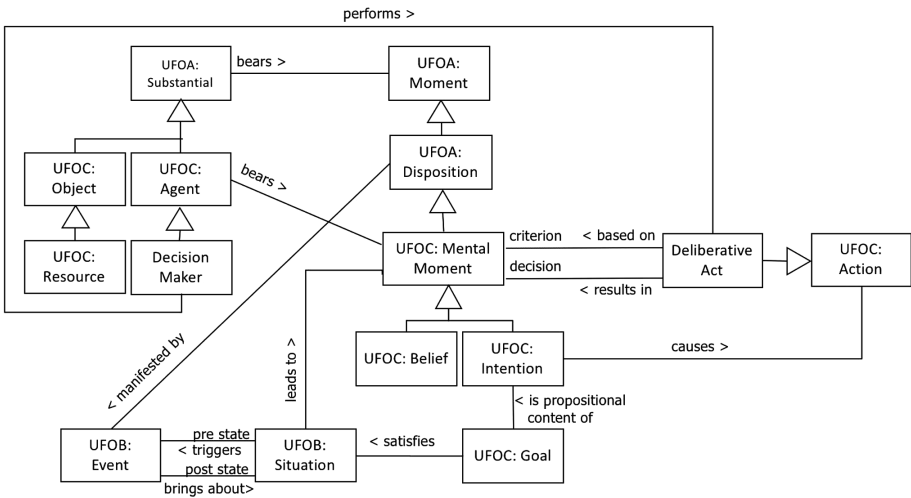 performs >
UFOA:
Substantial
bears >
UFOA:
Moment
UFOC:
Object
UFOC:
Agent
bears >
UFOA:
Disposition
UFOC:
Resource
Decision
Maker
UFOC: Mental
Moment
criterion
< based on
decision
< results in
Deliberative
Act
UFOC:
Action
< manifested by
leads to >
UFOC: Belief
UFOC:
Intention
causes >
< is propositional
content of
UFOB:
Event
pre state
< triggers
post state
brings about>
UFOB:
Situation
< satisfies
UFOC: Goal